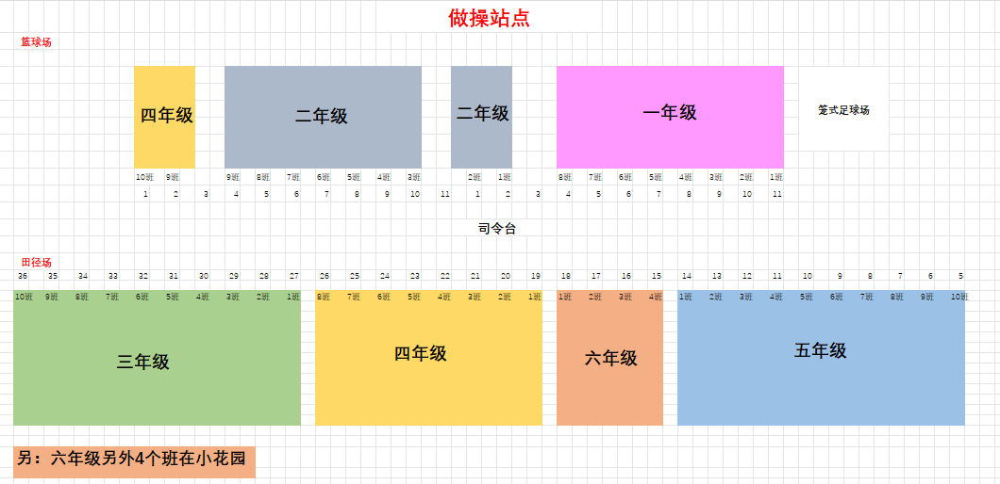 做操站点
篮球场
四年级 二年级 二年级 一年级 笼式足球场
10班 9班 9班 8班 7班 6班 5班 4班 3班 2班 1班 8班 7班 6班 5班 4班 3班 2班 1班
1 2 3 4 5 6 7 8 9 10 11 1 2 3 4 5 6 7 8 9 10 11
司令台
田径场
36 35 34 33 32 31 30 29 28 27 26 25 24 23 22 21 20 19 18 17 16 15 14 13 12 11 10 9 8 7 6 5
10班 9班 8班 7班 6班 5班 4班 3班 2班 1班 8班 7班 6班 5班 4班 3班 2班 1班 1班 2班 3班 4班 1班 2班 3班 4班 5班 6班 7班 8班 9班 10班
三年级 四年级 六年级 五年级
另：六年级另外4个班在小花园